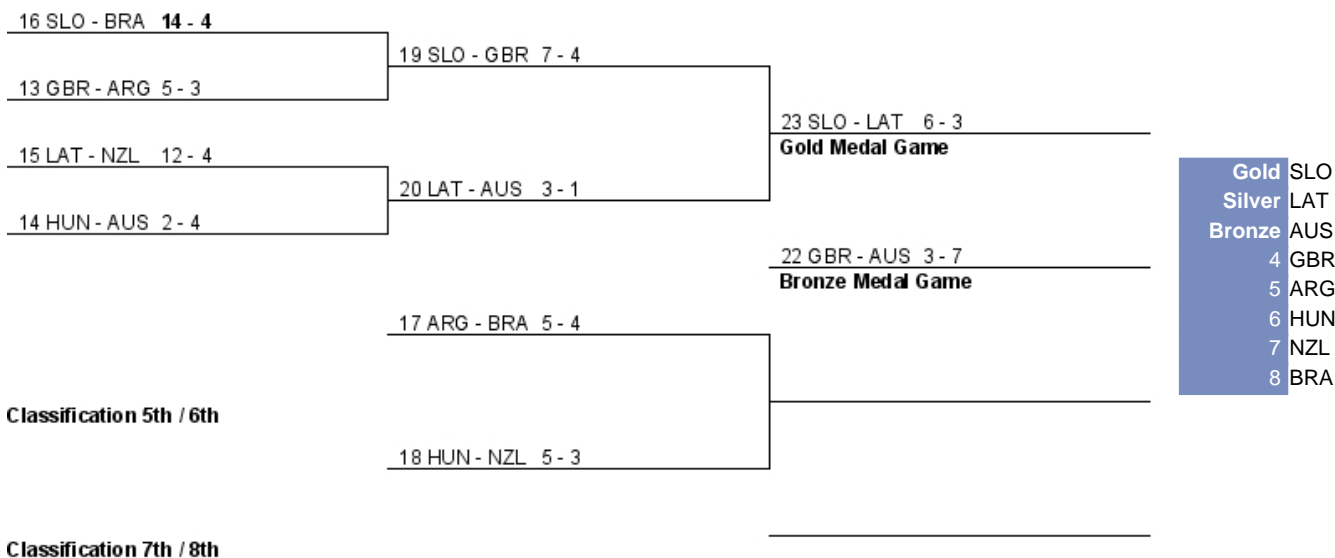 16 SLO - BRA 14 - 4
19 SLO - GBR 7 - 4
13 GBR - ARG 5 - 3
23 SLO - LAT 6 - 3
Gold Medal Game
15 LAT - NZL 12 - 4
20 LAT - AUS 3 - 1
14 HUN - AUS 2 - 4
22 GBR - AUS 3 - 7
Bronze Medal Game
17 ARG - BRA 5 - 4
Classification 5th / 6th
18 HUN - NZL 5 - 3
Classification 7th / 8th
Gold SLO
Silver LAT
Bronze AUS
4 GBR
5 ARG
6 HUN
7 NZL
8 BRA